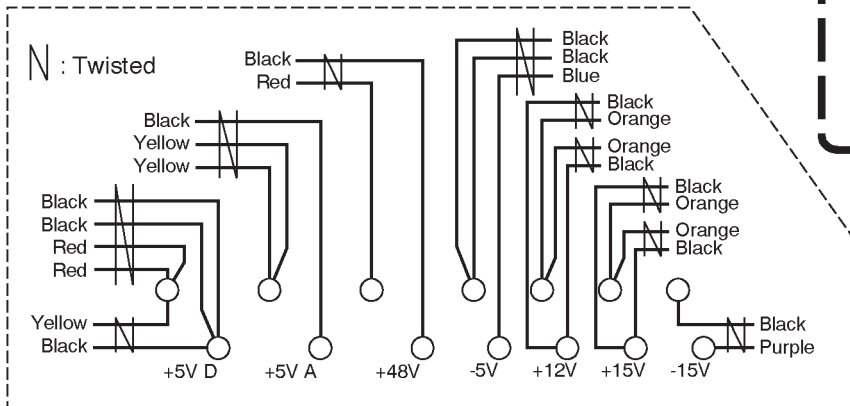 N : Twisted
Black
Red
Black
Yellow
Yellow
Black
Black
Red
Red
Yellow
Black
Black
Black
Blue
Black
Orange
Orange
Black
Black
Orange
Orange
Black
Black
Purple
+5V D
+5V A
+48V
-5V
+12V
+15V
-15V